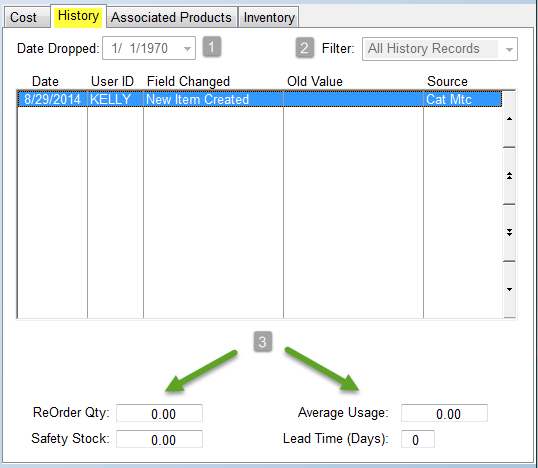 Cost History Associated Products Inventory
Date Dropped: 1/ 1/1970 1 2 Filter: All History Records
Date User ID Field Changed Old Value Source
8/29/2014 KELLY New Item Created Cat Mtc
3
ReOrder Qty: 0.00 Average Usage: 0.00
Safety Stock: 0.00 Lead Time (Days): 0